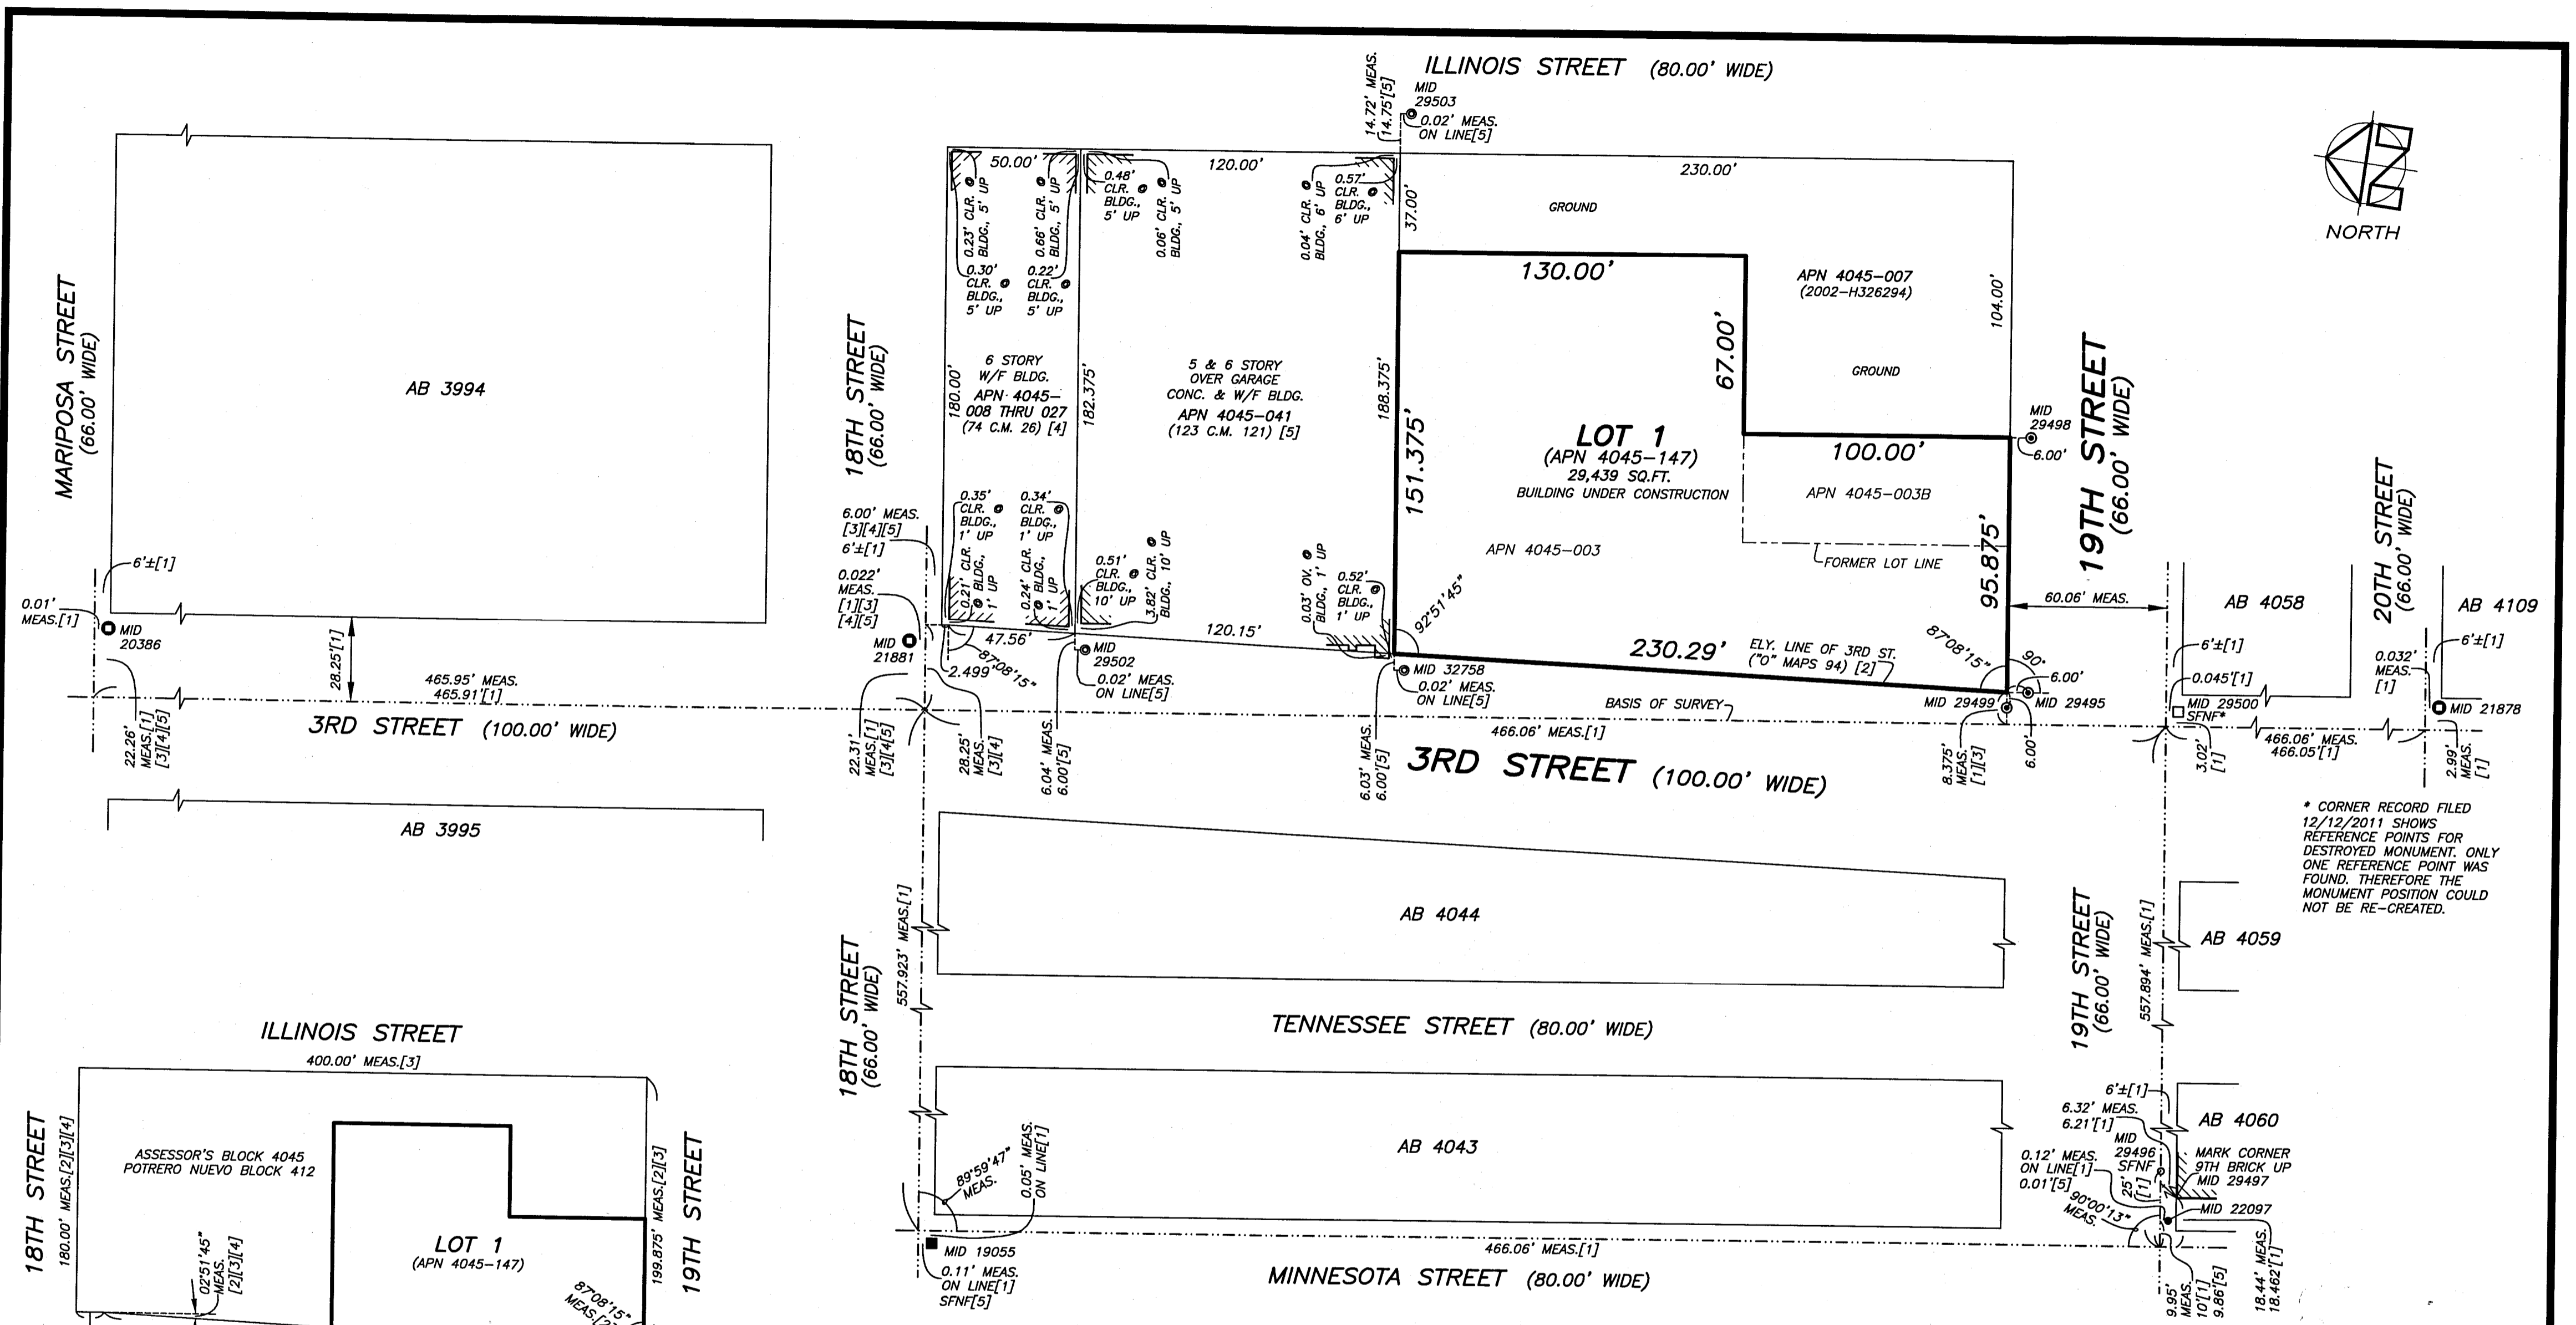 ILLINOIS STREET (80.00' WIDE)
14.72' MEAS.
14.75'[5]
MID
29503
0.02' MEAS.
ON LINE[5]
NORTH
MARIPOSA STREET
(66.00' WIDE)
AB 3994
6'±[1]
0.01'
MEAS.[1]
MID
20386
28.25'[1]
22.26'
MEAS.[1]
[3][4][5]
465.95' MEAS.
465.91'[1]
3RD STREET (100.00' WIDE)
AB 3995
18TH STREET
(66.00' WIDE)
6.00' MEAS.
[3][4][5]
6'±[1]
0.022'
MEAS.
[1][3]
[4][5]
MID
21881
22.31'
MEAS.[1]
[3][4][5]
28.25'
MEAS.
[3][4]
50.00'
0.23' CLR.
BLDG., 5' UP
0.66' CLR.
BLDG., 5' UP
0.30'
CLR.
BLDG.,
5' UP
0.22'
CLR.
BLDG.,
5' UP
180.00'
6 STORY
W/F BLDG.
APN 4045-
008 THRU 027
(74 C.M. 26) [4]
182.375'
0.35'
CLR.
BLDG.,
1' UP
0.34'
CLR.
BLDG.,
1' UP
0.21' CLR.
BLDG.,
1' UP
0.24' CLR.
BLDG.,
1' UP
47.56'
87°08'15"
2.499'
120.00'
0.48'
CLR.
BLDG.,
5' UP
0.06' CLR.
BLDG., 5' UP
0.04' CLR.
BLDG., 6' UP
0.57'
CLR.
BLDG.,
6' UP
5 & 6 STORY
OVER GARAGE
CONC. & W/F BLDG.
APN 4045-041
(123 C.M. 121) [5]
188.375'
0.51'
CLR.
BLDG.,
10' UP
3.82' CLR.
BLDG., 10' UP
0.03' OV.
BLDG., 1' UP
0.52'
CLR.
BLDG.,
1' UP
120.15'
MID
29502
0.02' MEAS.
ON LINE[5]
6.04' MEAS.
6.00'[5]
MID 32758
0.02' MEAS.
ON LINE[5]
6.03' MEAS.
6.00'[5]
37.00'
230.00'
GROUND
130.00'
67.00'
APN 4045-007
(2002-H326294)
104.00'
GROUND
151.375'
LOT 1
(APN 4045-147)
29,439 SQ.FT.
BUILDING UNDER CONSTRUCTION
100.00'
APN 4045-003B
APN 4045-003
FORMER LOT LINE
95.875'
92°51'45"
230.29'
ELY. LINE OF 3RD ST.
("O" MAPS 94) [2]
87°08'15"
90°
6.00'
BASIS OF SURVEY
MID 29499
MID 29495
466.06' MEAS.[1]
3RD STREET (100.00' WIDE)
8.375'
MEAS.
[1][3]
6.00'
MID
29498
6.00'
19TH STREET
(66.00' WIDE)
60.06' MEAS.
AB 4058
6'±[1]
0.045'[1]
MID 29500
SFNF*
3.02'
[1]
466.06' MEAS.
466.05'[1]
20TH STREET
(66.00' WIDE)
AB 4109
6'±[1]
0.032'
MEAS.
[1]
MID 21878
2.99'
MEAS.
[1]
* CORNER RECORD FILED
12/12/2011 SHOWS
REFERENCE POINTS FOR
DESTROYED MONUMENT. ONLY
ONE REFERENCE POINT WAS
FOUND. THEREFORE THE
MONUMENT POSITION COULD
NOT BE RE-CREATED.
AB 4044
557.923' MEAS.[1]
18TH STREET
(66.00' WIDE)
TENNESSEE STREET (80.00' WIDE)
19TH STREET
(66.00' WIDE)
557.894' MEAS.[1]
AB 4059
AB 4043
89°59'47"
MEAS.
0.05' MEAS.
ON LINE[1]
MID 19055
0.11' MEAS.
ON LINE[1]
SFNF[5]
466.06' MEAS.[1]
MINNESOTA STREET (80.00' WIDE)
6'±[1]
6.32' MEAS.
6.21'[1]
MID
29496
SFNF
AB 4060
0.12' MEAS.
ON LINE[1]
0.01'[5]
25'
[1]
MARK CORNER
9TH BRICK UP
MID 29497
90°00'13"
MEAS.
MID 22097
9.95'
MEAS.
10'[1]
9.86'[5]
18.44' MEAS.
18.462'[1]
ILLINOIS STREET
400.00' MEAS.[3]
18TH STREET
180.00' MEAS.[2][3][4]
ASSESSOR'S BLOCK 4045
POTRERO NUEVO BLOCK 412
02°51'45"
MEAS.
[2][3][4]
LOT 1
(APN 4045-147)
87°08'15"
199.875' MEAS.[2][3]
19TH STREET